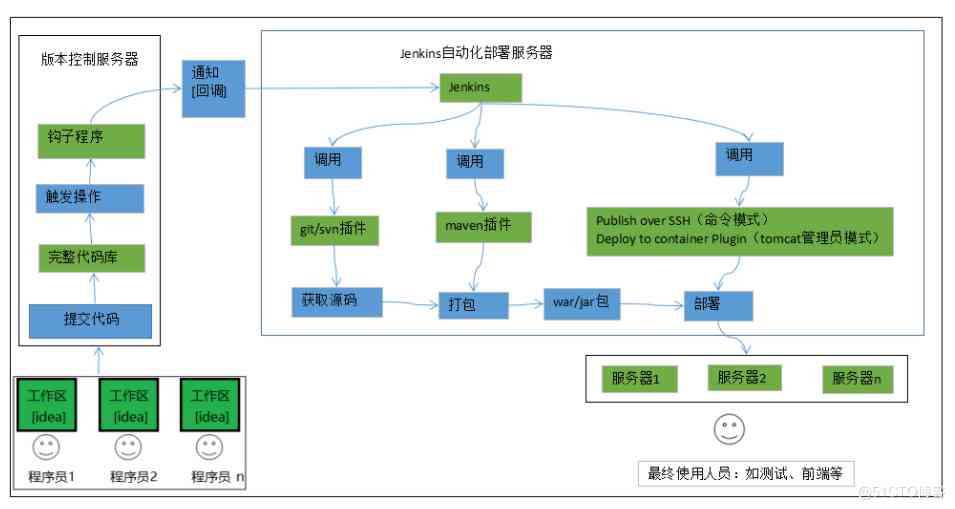 版本控制服务器
钩子程序
触发操作
完整代码库
提交代码
工作区
[idea]
工作区
[idea]
工作区
[idea]
程序员1
程序员2
程序员 n
通知
[回调]
Jenkins自动化部署服务器
Jenkins
调用
调用
调用
git/svn插件
maven插件
Publish over SSH（命令模式）
Deploy to container Plugin（tomcat管理员模式）
获取源码
打包
war/jar包
部署
服务器1
服务器2
服务器n
最终使用人员：如测试、前端等
@51CTO博客